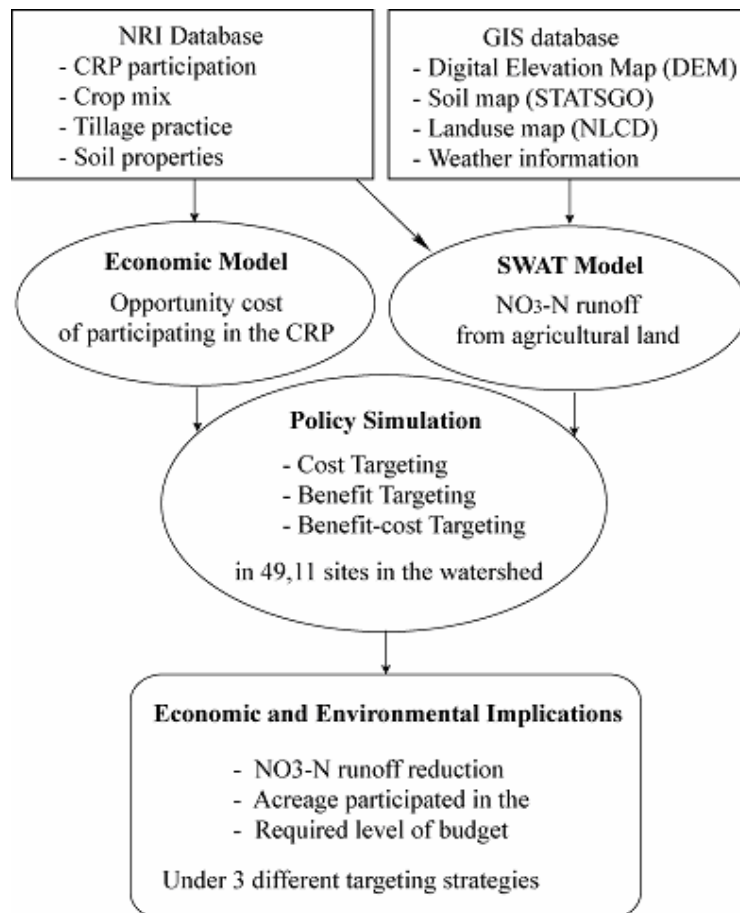 NRI Database
- CRP participation
- Crop mix
- Tillage practice
- Soil properties
GIS database
- Digital Elevation Map (DEM)
- Soil map (STATSGO)
- Landuse map (NLCD)
- Weather information
Economic Model
Opportunity cost
of participating in the CRP
SWAT Model
NO3-N runoff
from agricultural land
Policy Simulation
- Cost Targeting
- Benefit Targeting
- Benefit-cost Targeting
in 49,11 sites in the watershed
Economic and Environmental Implications
- NO3-N runoff reduction
- Acreage participated in the
- Required level of budget
Under 3 different targeting strategies